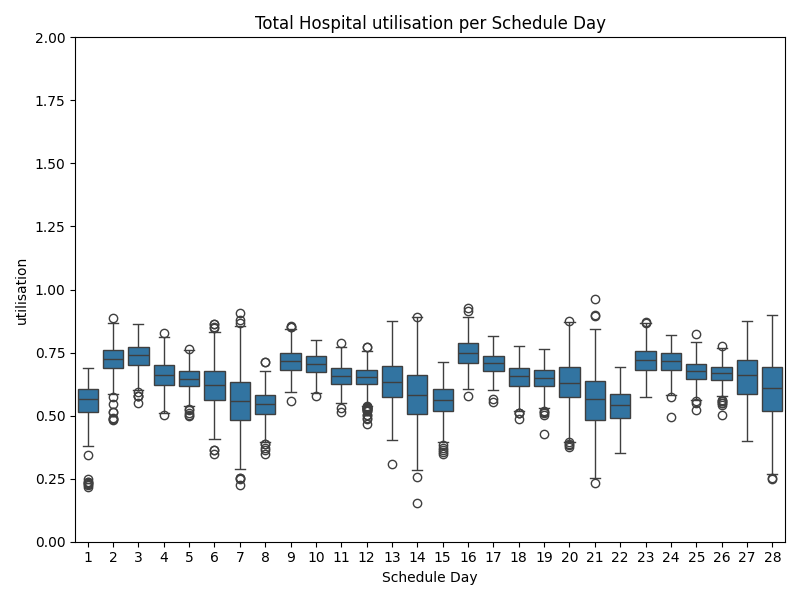 Total Hospital utilisation per Schedule Day
utilisation
2.00
1.75
1.50
1.25
1.00
0.75
0.50
0.25
0.00
1 2 3 4 5 6 7 8 9 10 11 12 13 14 15 16 17 18 19 20 21 22 23 24 25 26 27 28
Schedule Day